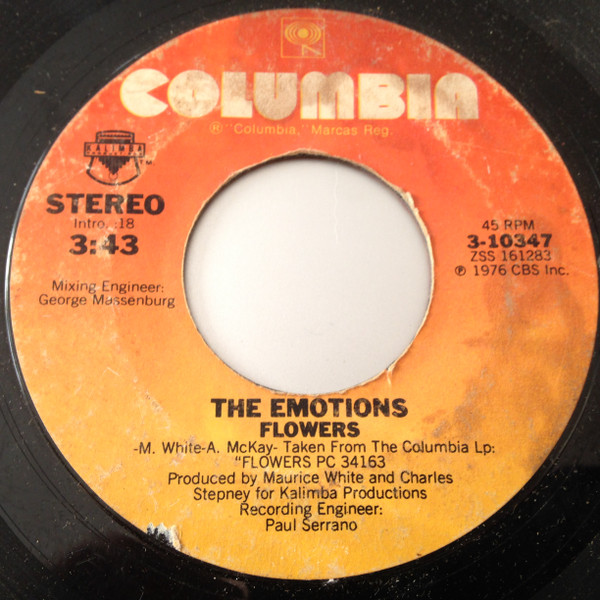 COLUMBIA
Ⓡ "Columbia," Marcas Reg.
KALIMBA
TM
STEREO
Intro. :18
3:43
Mixing Engineer:
George Massenburg
45 RPM
3-10347
ZSS 161283
℗ 1976 CBS Inc.
THE EMOTIONS
FLOWERS
-M. White-A. McKay- Taken From The Columbia Lp:
"FLOWERS PC 34163
Produced by Maurice White and Charles
Stepney for Kalimba Productions
Recording Engineer:
Paul Serrano